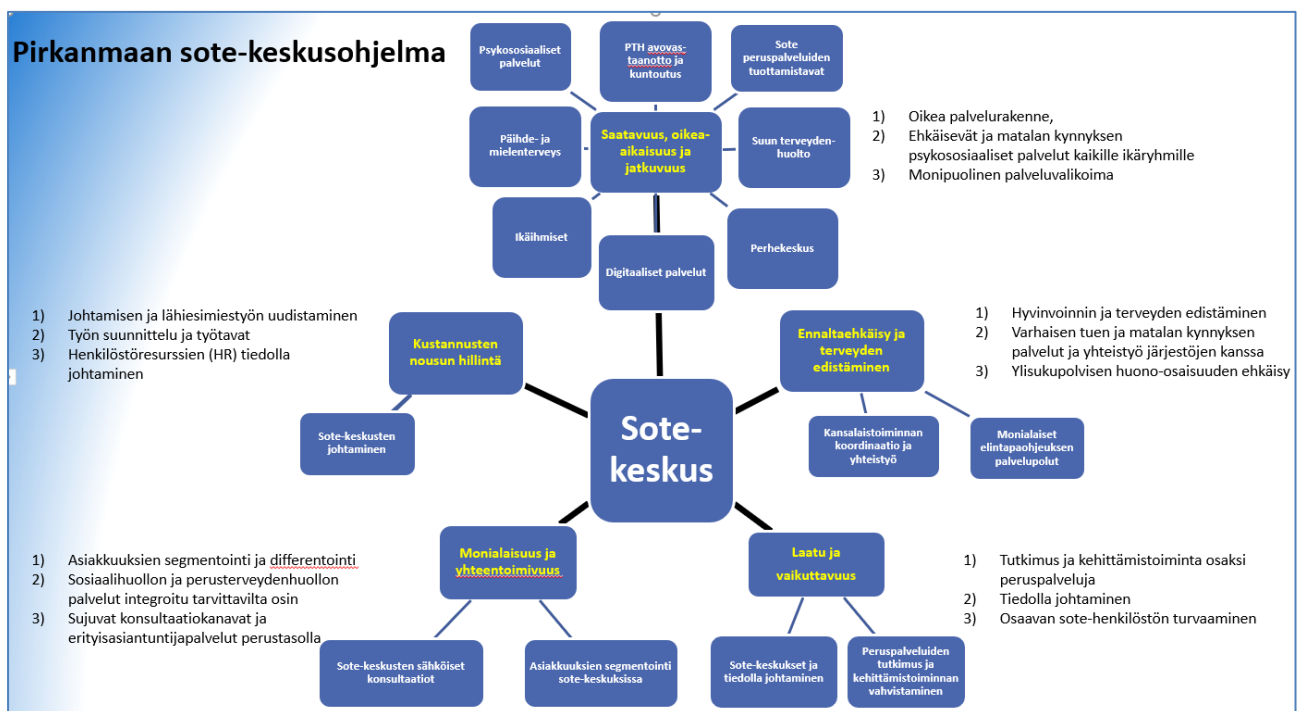 Pirkanmaan sote-keskusohjelma
Psykososiaaliset
palvelut
PTH avovas-
taanotto ja
kuntoutus
Sote
peruspalveluiden
tuottamistavat
Päihde- ja
mielenterveys
Saatavuus, oikea-
aikaisuus ja
jatkuvuus
Suun terveyden-
huolto
Ikäihmiset
Digitaaliset palvelut
Perhekeskus
1) Oikea palvelurakenne,
2) Ehkäisevät ja matalan kynnyksen
psykososiaaliset palvelut kaikille ikäryhmille
3) Monipuolinen palveluvalikoima
1) Johtamisen ja lähiesimiestyön uudistaminen
2) Työn suunnittelu ja työtavat
3) Henkilöstöresurssien (HR) tiedolla
johtaminen
Kustannusten
nousun hillintä
Sote-keskusten
johtaminen
Ennaltaehkäisy ja
terveyden
edistäminen
1) Hyvinvoinnin ja terveyden edistäminen
2) Varhaisen tuen ja matalan kynnyksen
palvelut ja yhteistyö järjestöjen kanssa
3) Ylisukupolvisen huono-osaisuuden ehkäisy
Kansalaistoiminnan
koordinaatio ja
yhteistyö
Monialaiset
elintapaohjeuksen
palvelupolut
Sote-
keskus
1) Asiakkuuksien segmentointi ja differentointi
2) Sosiaalihuollon ja perusterveydenhuollon
palvelut integroitu tarvittavilta osin
3) Sujuvat konsultaatiokanavat ja
erityisasiantuntijapalvelut perustasolla
Monialaisuus ja
yhteentoimivuus
Sote-keskusten sähköiset
konsultaatiot
Asiakkuuksien segmentointi
sote-keskuksissa
Laatu ja
vaikuttavuus
Sote-keskukset ja
tiedolla johtaminen
Peruspalveluiden
tutkimus ja
kehittämistoiminnan
vahvistaminen
1) Tutkimus ja kehittämistoiminta osaksi
peruspalveluja
2) Tiedolla johtaminen
3) Osaavan sote-henkilöstön turvaaminen